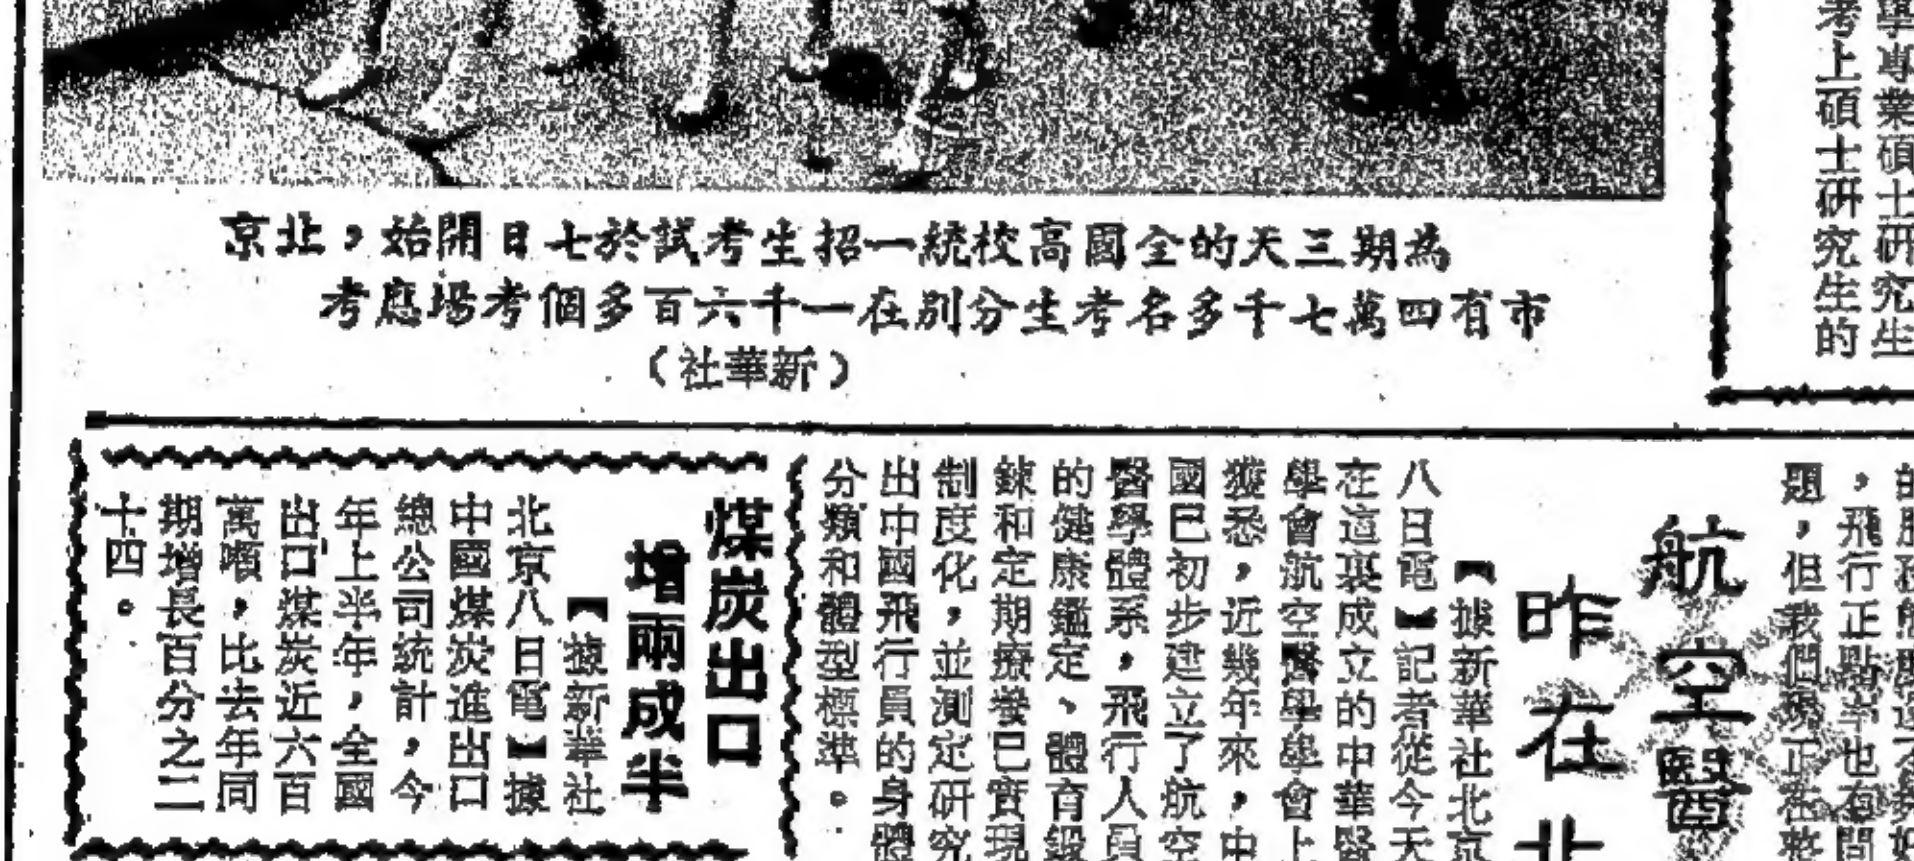 學專業碩士研究生
考上碩士研究生的
為期三天的全國高校統一招生考試於七日開始，北京
市有四萬七千多名考生分別在一千六百多個考場應考
（新華社）
，飛行正點率也有問
題，但我們現正在整
航空醫
昨在北
【據新華社北京
八日電】記者從今天
在這裏成立的中華醫
學會航空醫學學會上
獲悉，近幾年來，中
國已初步建立了航空
醫學體系，飛行人員
的健康鑑定、體育鍛
鍊和定期療養已實現
制度化，並測定研究
出中國飛行員的身體
分類和體型標準。
煤炭出口
增兩成半
【據新華社
北京八日電】據
中國煤炭進出口
總公司統計，今
年上半年，全國
出口煤炭近六百
萬噸，比去年同
期增長百分之二
十四。